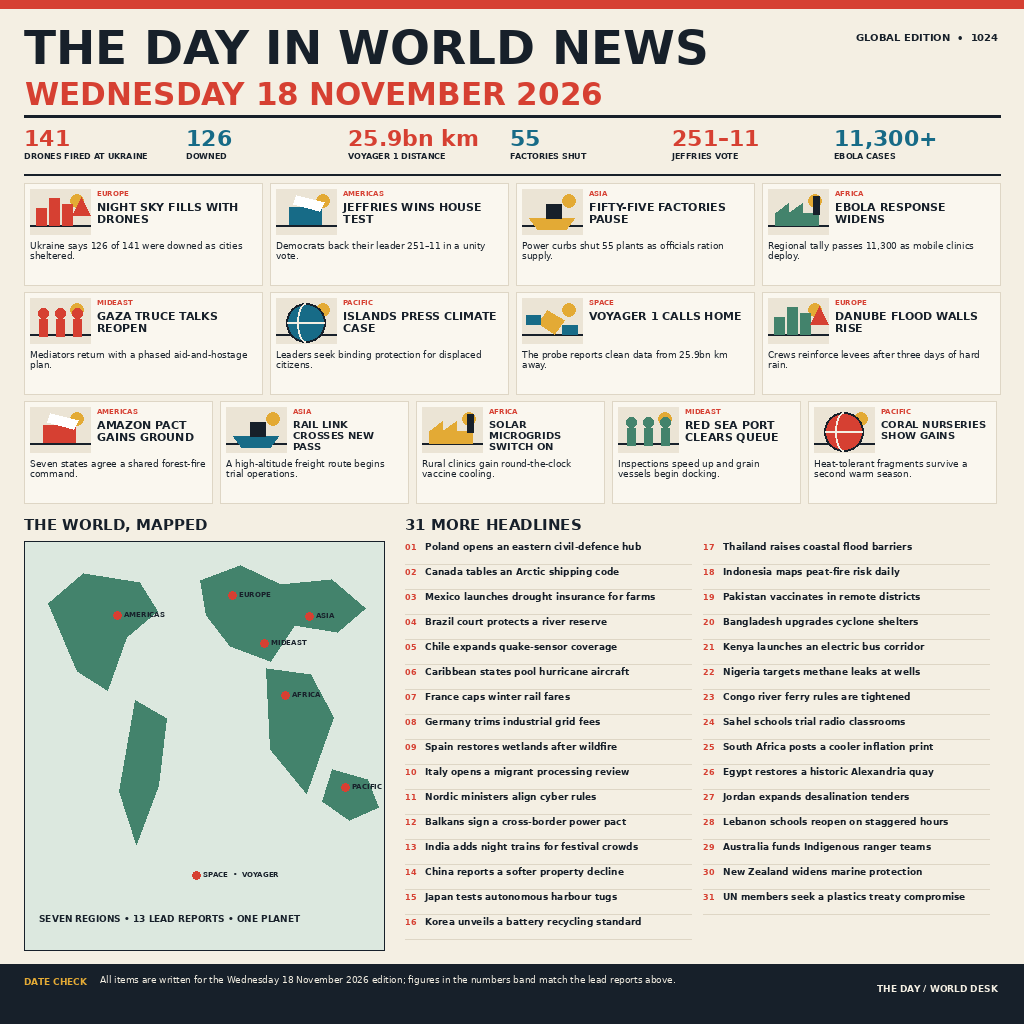 THE DAY IN WORLD NEWS
GLOBAL EDITION • 1024
WEDNESDAY 18 NOVEMBER 2026
141
DRONES FIRED AT UKRAINE
126
DOWNED
25.9bn km
VOYAGER 1 DISTANCE
55
FACTORIES SHUT
251–11
JEFFRIES VOTE
11,300+
EBOLA CASES
EUROPE
NIGHT SKY FILLS WITH
DRONES
Ukraine says 126 of 141 were downed as cities
sheltered.
AMERICAS
JEFFRIES WINS HOUSE
TEST
Democrats back their leader 251–11 in a unity
vote.
ASIA
FIFTY-FIVE FACTORIES
PAUSE
Power curbs shut 55 plants as officials ration
supply.
AFRICA
EBOLA RESPONSE
WIDENS
Regional tally passes 11,300 as mobile clinics
deploy.
MIDEAST
GAZA TRUCE TALKS
REOPEN
Mediators return with a phased aid-and-hostage
plan.
PACIFIC
ISLANDS PRESS CLIMATE
CASE
Leaders seek binding protection for displaced
citizens.
SPACE
VOYAGER 1 CALLS HOME
The probe reports clean data from 25.9bn km
away.
EUROPE
DANUBE FLOOD WALLS
RISE
Crews reinforce levees after three days of hard
rain.
AMERICAS
AMAZON PACT
GAINS GROUND
Seven states agree a shared forest-fire
command.
ASIA
RAIL LINK
CROSSES NEW
PASS
A high-altitude freight route begins
trial operations.
AFRICA
SOLAR
MICROGRIDS
SWITCH ON
Rural clinics gain round-the-clock
vaccine cooling.
MIDEAST
RED SEA PORT
CLEARS QUEUE
Inspections speed up and grain
vessels begin docking.
PACIFIC
CORAL NURSERIES
SHOW GAINS
Heat-tolerant fragments survive a
second warm season.
THE WORLD, MAPPED
EUROPE
AMERICAS
ASIA
MIDEAST
AFRICA
PACIFIC
SPACE • VOYAGER
SEVEN REGIONS • 13 LEAD REPORTS • ONE PLANET
31 MORE HEADLINES
01 Poland opens an eastern civil-defence hub
02 Canada tables an Arctic shipping code
03 Mexico launches drought insurance for farms
04 Brazil court protects a river reserve
05 Chile expands quake-sensor coverage
06 Caribbean states pool hurricane aircraft
07 France caps winter rail fares
08 Germany trims industrial grid fees
09 Spain restores wetlands after wildfire
10 Italy opens a migrant processing review
11 Nordic ministers align cyber rules
12 Balkans sign a cross-border power pact
13 India adds night trains for festival crowds
14 China reports a softer property decline
15 Japan tests autonomous harbour tugs
16 Korea unveils a battery recycling standard
17 Thailand raises coastal flood barriers
18 Indonesia maps peat-fire risk daily
19 Pakistan vaccinates in remote districts
20 Bangladesh upgrades cyclone shelters
21 Kenya launches an electric bus corridor
22 Nigeria targets methane leaks at wells
23 Congo river ferry rules are tightened
24 Sahel schools trial radio classrooms
25 South Africa posts a cooler inflation print
26 Egypt restores a historic Alexandria quay
27 Jordan expands desalination tenders
28 Lebanon schools reopen on staggered hours
29 Australia funds Indigenous ranger teams
30 New Zealand widens marine protection
31 UN members seek a plastics treaty compromise
DATE CHECK All items are written for the Wednesday 18 November 2026 edition; figures in the numbers band match the lead reports above.
THE DAY / WORLD DESK